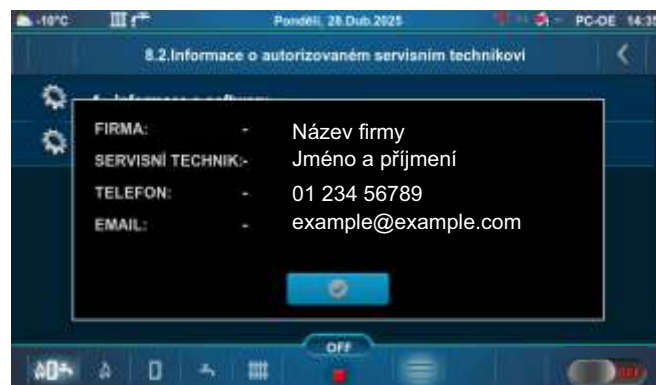 -10°C Pondělí, 28.Dub.2025 PC-OE 14:35
8.2.Informace o autorizovaném servisním technikovi
FIRMA: - Název firmy
SERVISNÍ TECHNIK:- Jméno a příjmení
TELEFON: - 01 234 56789
EMAIL: - example@example.com
OFF
OFF